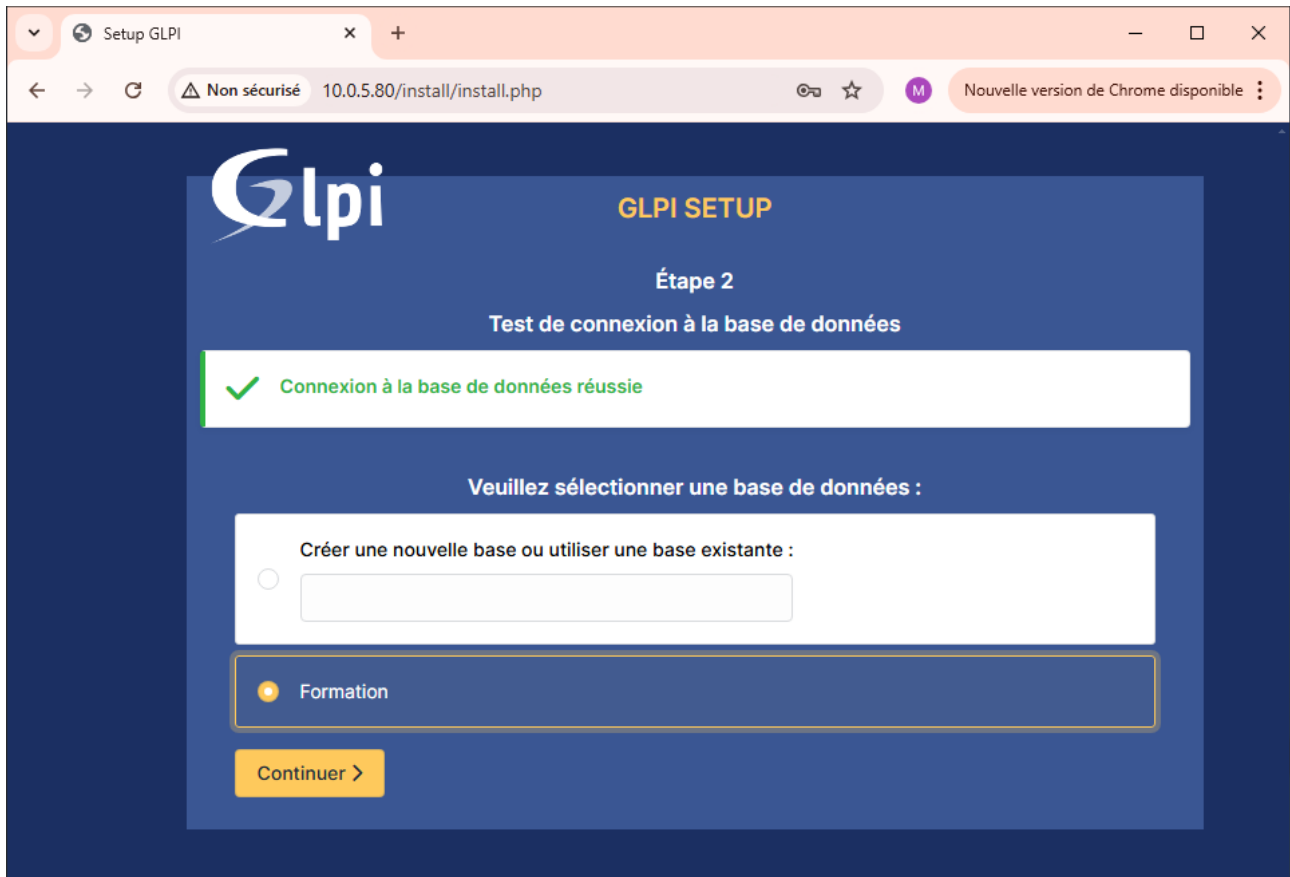 Setup GLPI
Non sécurisé 10.0.5.80/install/install.php M Nouvelle version de Chrome disponible
Glpi
GLPI SETUP
Étape 2
Test de connexion à la base de données
Connexion à la base de données réussie
Veuillez sélectionner une base de données :
Créer une nouvelle base ou utiliser une base existante :
Formation
Continuer